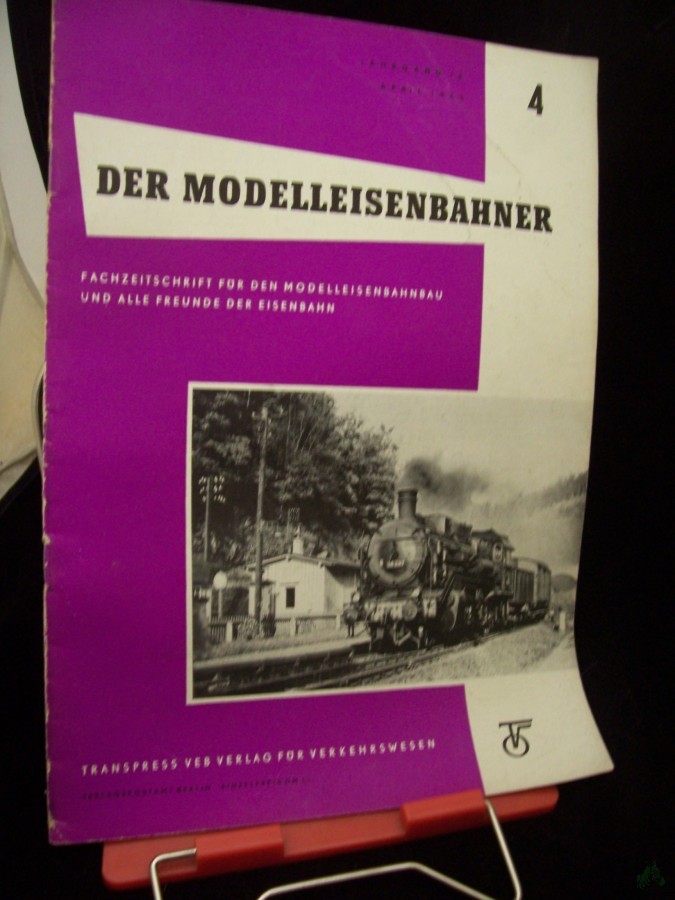 4
DER MODELLEISENBAHNER
FACHZEITSCHRIFT FÜR DEN MODELLEISENBAHNBAU
UND ALLE FREUNDE DER EISENBAHN
TRANSPRESS VEB VERLAG FÜR VERKEHRSWESEN